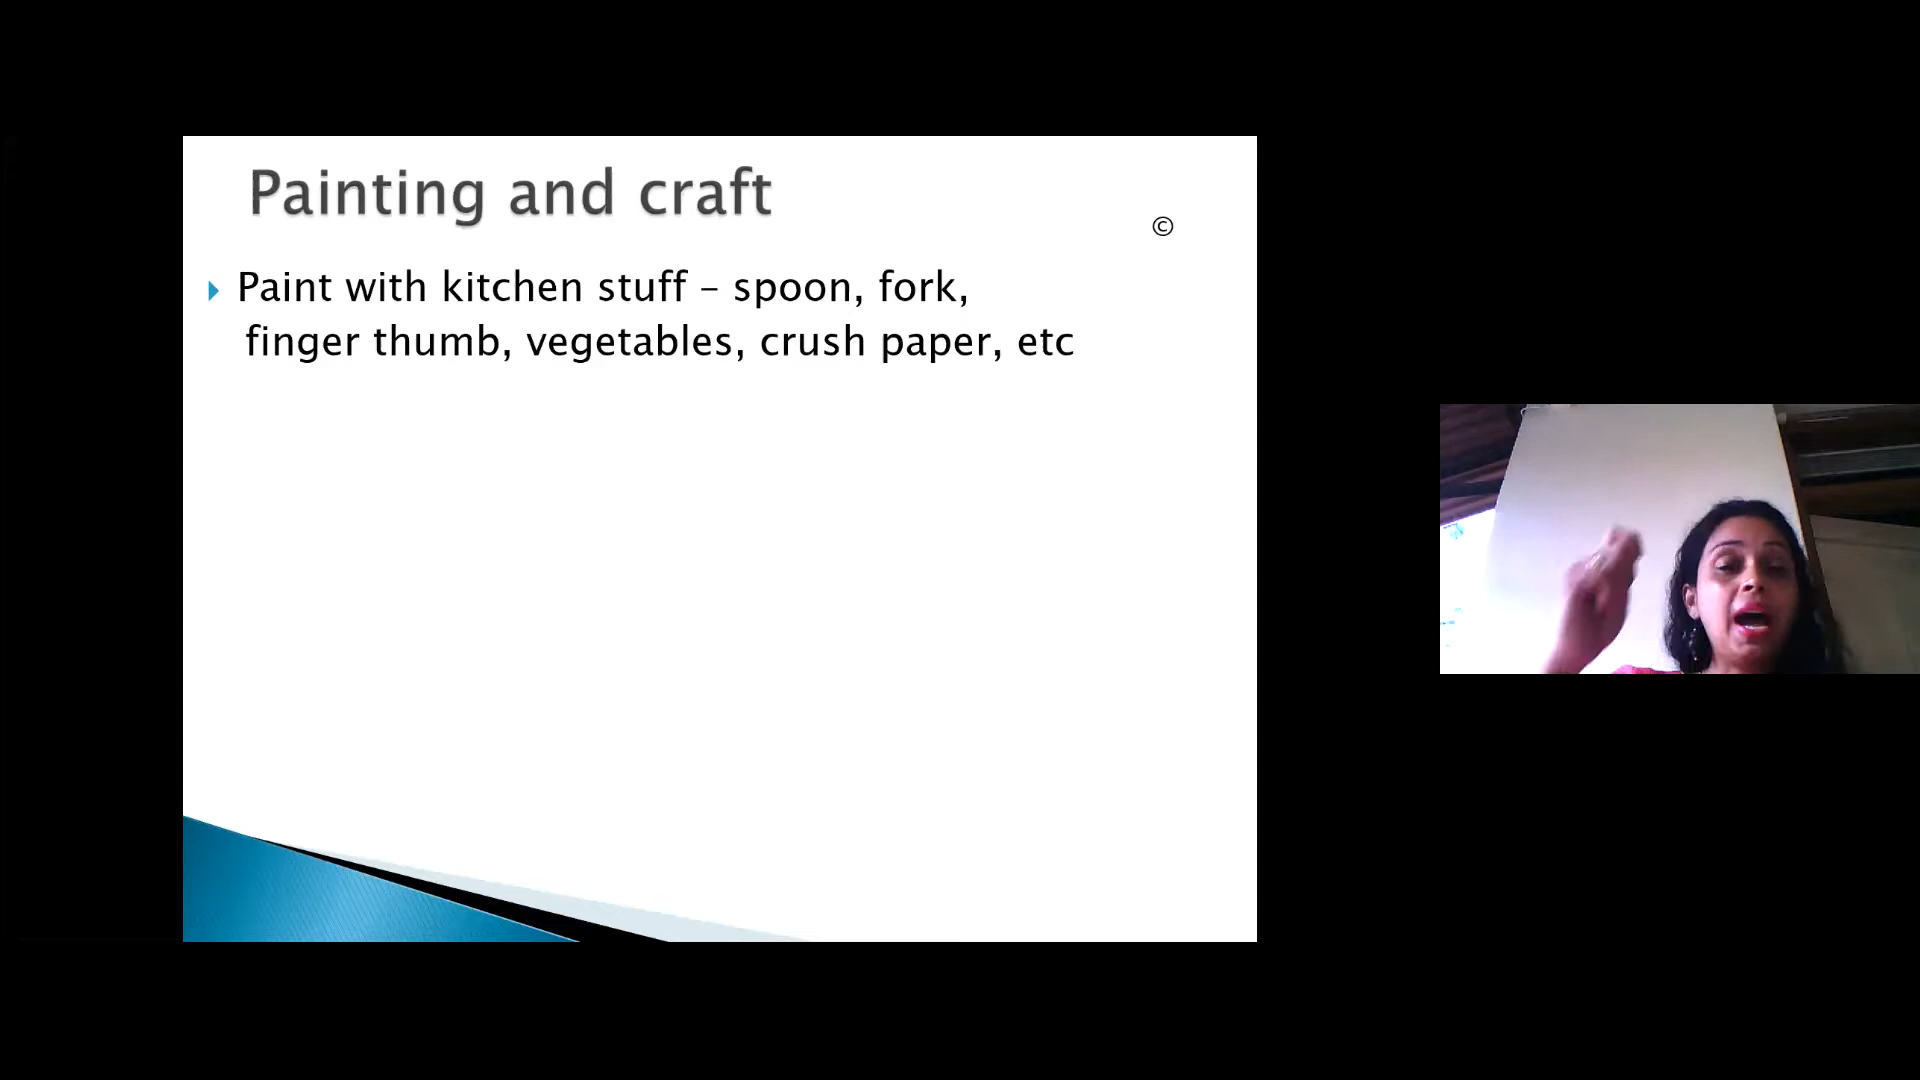 Painting and craft
©
Paint with kitchen stuff – spoon, fork,
finger thumb, vegetables, crush paper, etc